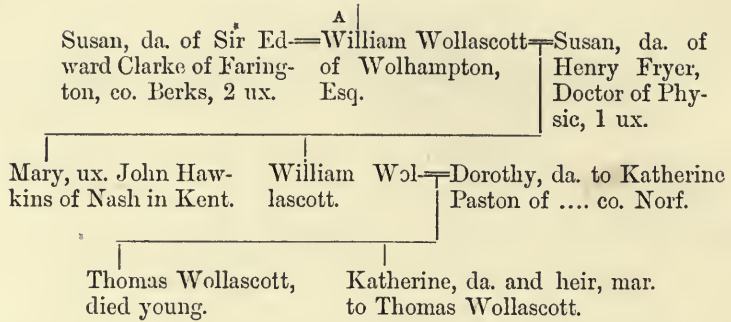 A
Susan, da. of Sir Ed-
ward Clarke of Faring-
ton, co. Berks, 2 ux.
William Wollascott
of Wolhampton,
Esq.
Susan, da. of
Henry Fryer,
Doctor of Phy-
sic, 1 ux.
Mary, ux. John Haw-
kins of Nash in Kent.
William Wol-
lascott.
Dorothy, da. to Katherine
Paston of .... co. Norf.
Thomas Wollascott,
died young.
Katherine, da. and heir, mar.
to Thomas Wollascott.